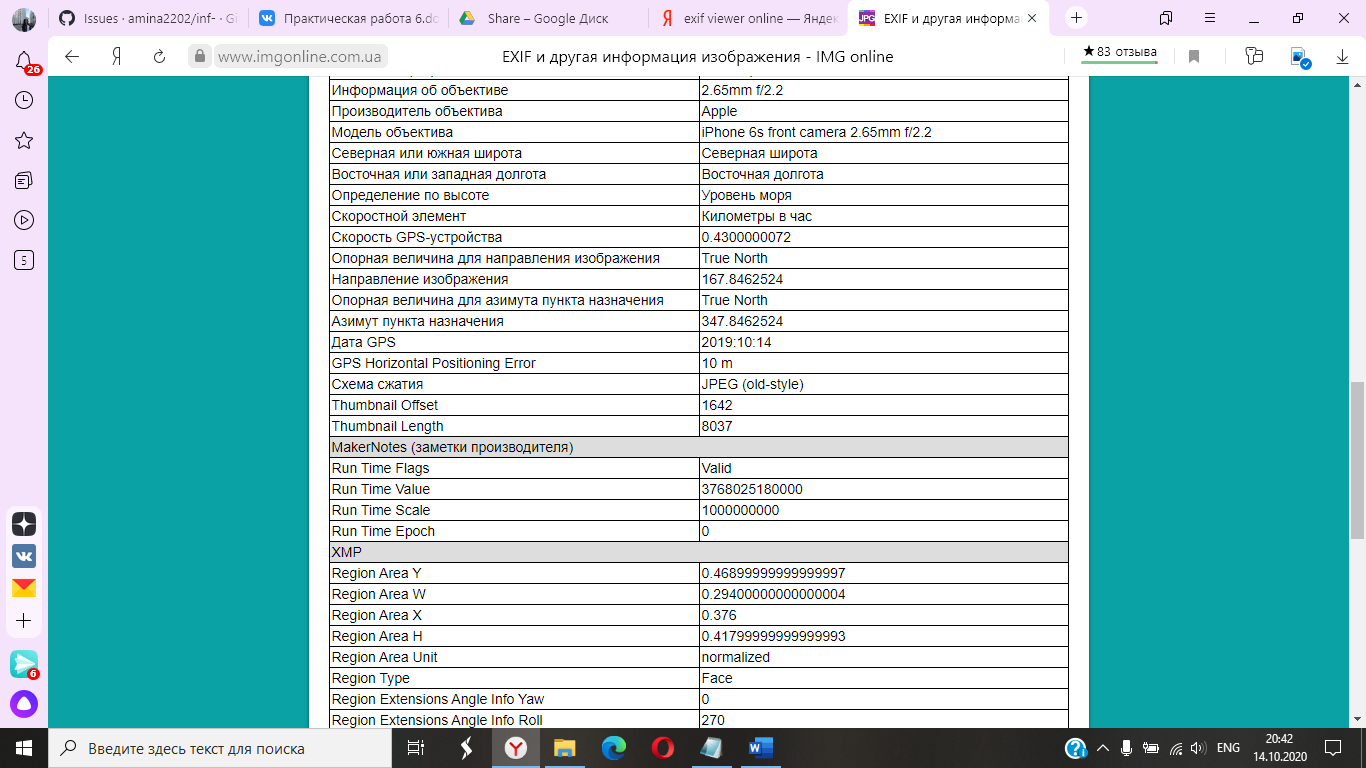 Issues · amina2202/inf- · Gi
Практическая работа 6.do
Share – Google Диск
exif viewer online — Яндек
JPG
EXIF и другая информа
26
www.imgonline.com.ua
EXIF и другая информация изображения - IMG online
★ 83 отзыва
Информация об объективе 2.65mm f/2.2
Производитель объектива Apple
Модель объектива iPhone 6s front camera 2.65mm f/2.2
Северная или южная широта Северная широта
Восточная или западная долгота Восточная долгота
Определение по высоте Уровень моря
Скоростной элемент Километры в час
Скорость GPS-устройства 0.4300000072
Опорная величина для направления изображения True North
Направление изображения 167.8462524
Опорная величина для азимута пункта назначения True North
Азимут пункта назначения 347.8462524
Дата GPS 2019:10:14
GPS Horizontal Positioning Error 10 m
Схема сжатия JPEG (old-style)
Thumbnail Offset 1642
Thumbnail Length 8037
MakerNotes (заметки производителя)
Run Time Flags Valid
Run Time Value 3768025180000
Run Time Scale 1000000000
Run Time Epoch 0
XMP
Region Area Y 0.46899999999999997
Region Area W 0.29400000000000004
Region Area X 0.376
Region Area H 0.41799999999999993
Region Area Unit normalized
Region Type Face
Region Extensions Angle Info Yaw 0
Region Extensions Angle Info Roll 270
5
6
Введите здесь текст для поиска
ENG
20:42
14.10.2020